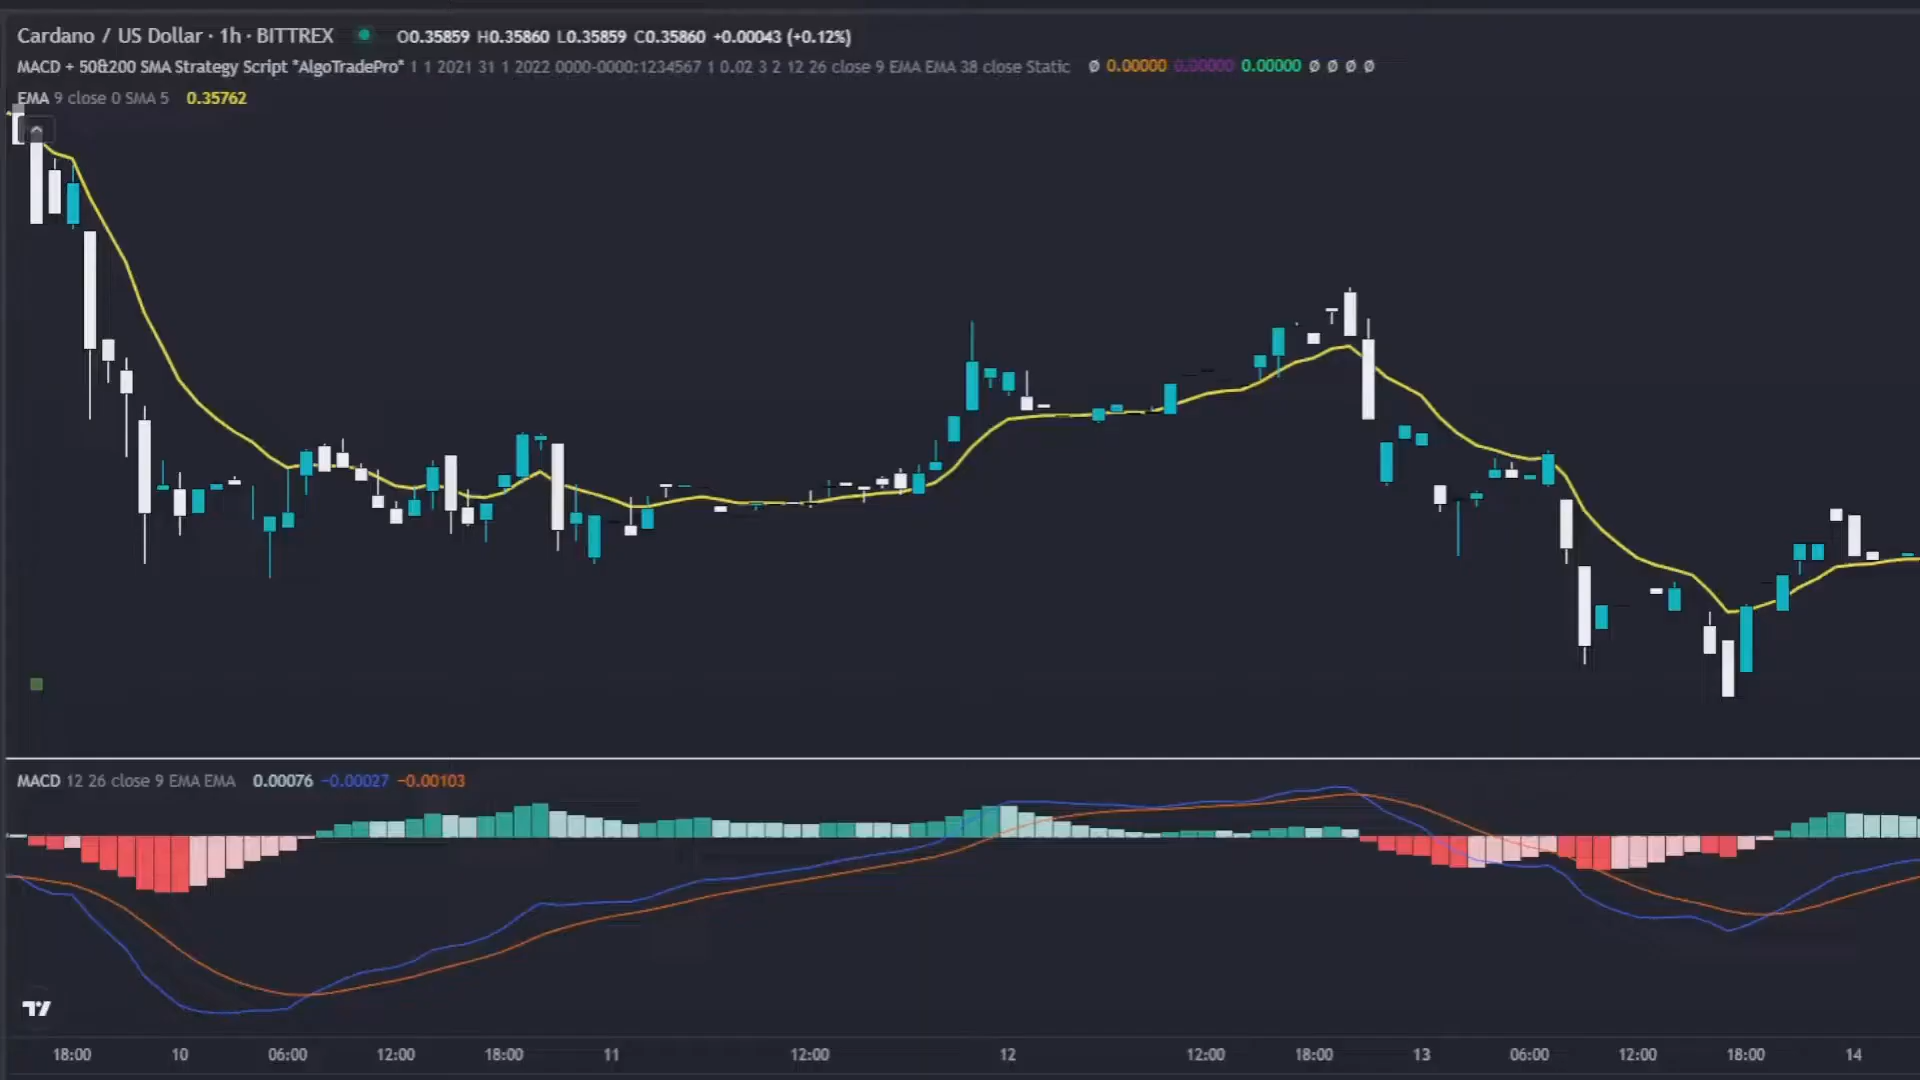 Cardano / US Dollar · 1h · BITTREX O0.35859 H0.35860 L0.35859 C0.35860 +0.00043 (+0.12%)
MACD + 50&200 SMA Strategy Script *AlgoTradePro* 1 1 2021 31 1 2022 0000-0000:1234567 1 0.02 3 2 12 26 close 9 EMA EMA 38 close Static Ø 0.00000 0.00000 0.00000 Ø Ø Ø Ø
EMA 9 close 0 SMA 5 0.35762
MACD 12 26 close 9 EMA EMA 0.00076 −0.00027 −0.00103
18:00 10 06:00 12:00 18:00 11 12:00 12 12:00 18:00 13 06:00 12:00 18:00 14